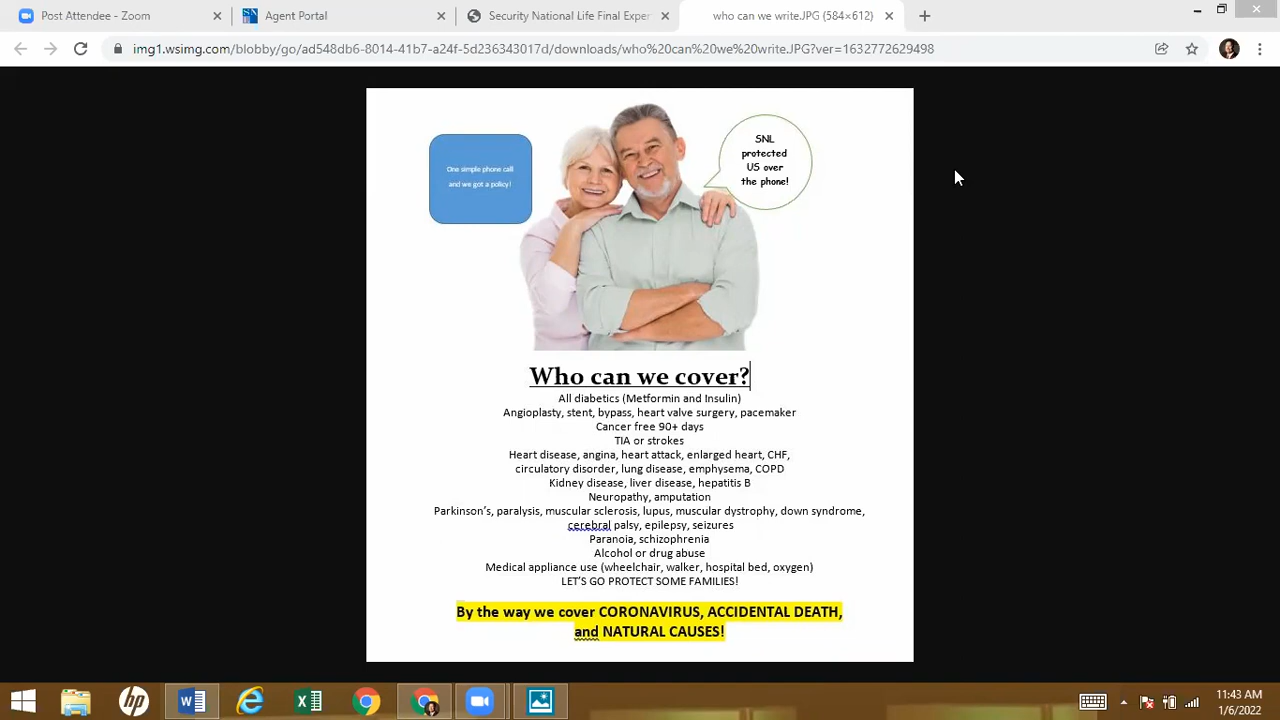 Post Attendee - Zoom
Agent Portal
Security National Life Final Exper
who can we write.JPG (584×612)
img1.wsimg.com/blobby/go/ad548db6-8014-41b7-a24f-5d236343017d/downloads/who%20can%20we%20write.JPG?ver=1632772629498
One simple phone call
and we got a policy!
SNL
protected
US over
the phone!
Who can we cover?
All diabetics (Metformin and Insulin)
Angioplasty, stent, bypass, heart valve surgery, pacemaker
Cancer free 90+ days
TIA or strokes
Heart disease, angina, heart attack, enlarged heart, CHF,
circulatory disorder, lung disease, emphysema, COPD
Kidney disease, liver disease, hepatitis B
Neuropathy, amputation
Parkinson's, paralysis, muscular sclerosis, lupus, muscular dystrophy, down syndrome,
cerebral palsy, epilepsy, seizures
Paranoia, schizophrenia
Alcohol or drug abuse
Medical appliance use (wheelchair, walker, hospital bed, oxygen)
LET'S GO PROTECT SOME FAMILIES!
By the way we cover CORONAVIRUS, ACCIDENTAL DEATH,
and NATURAL CAUSES!
11:43 AM
1/6/2022